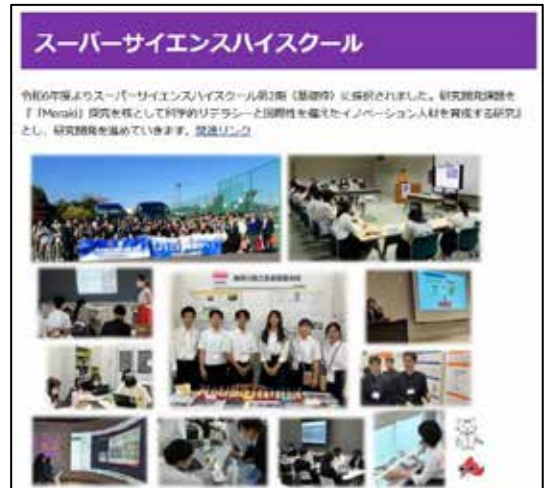 スーパーサイエンスハイスクール
令和6年度よりスーパーサイエンスハイスクール第2期（基礎枠）に採択されました。研究開発課題を
『「Meraki」探究を核として科学的リテラシーと国際性を備えたイノベーション人材を育成する研究』
とし、研究開発を進めていきます。関連リンク